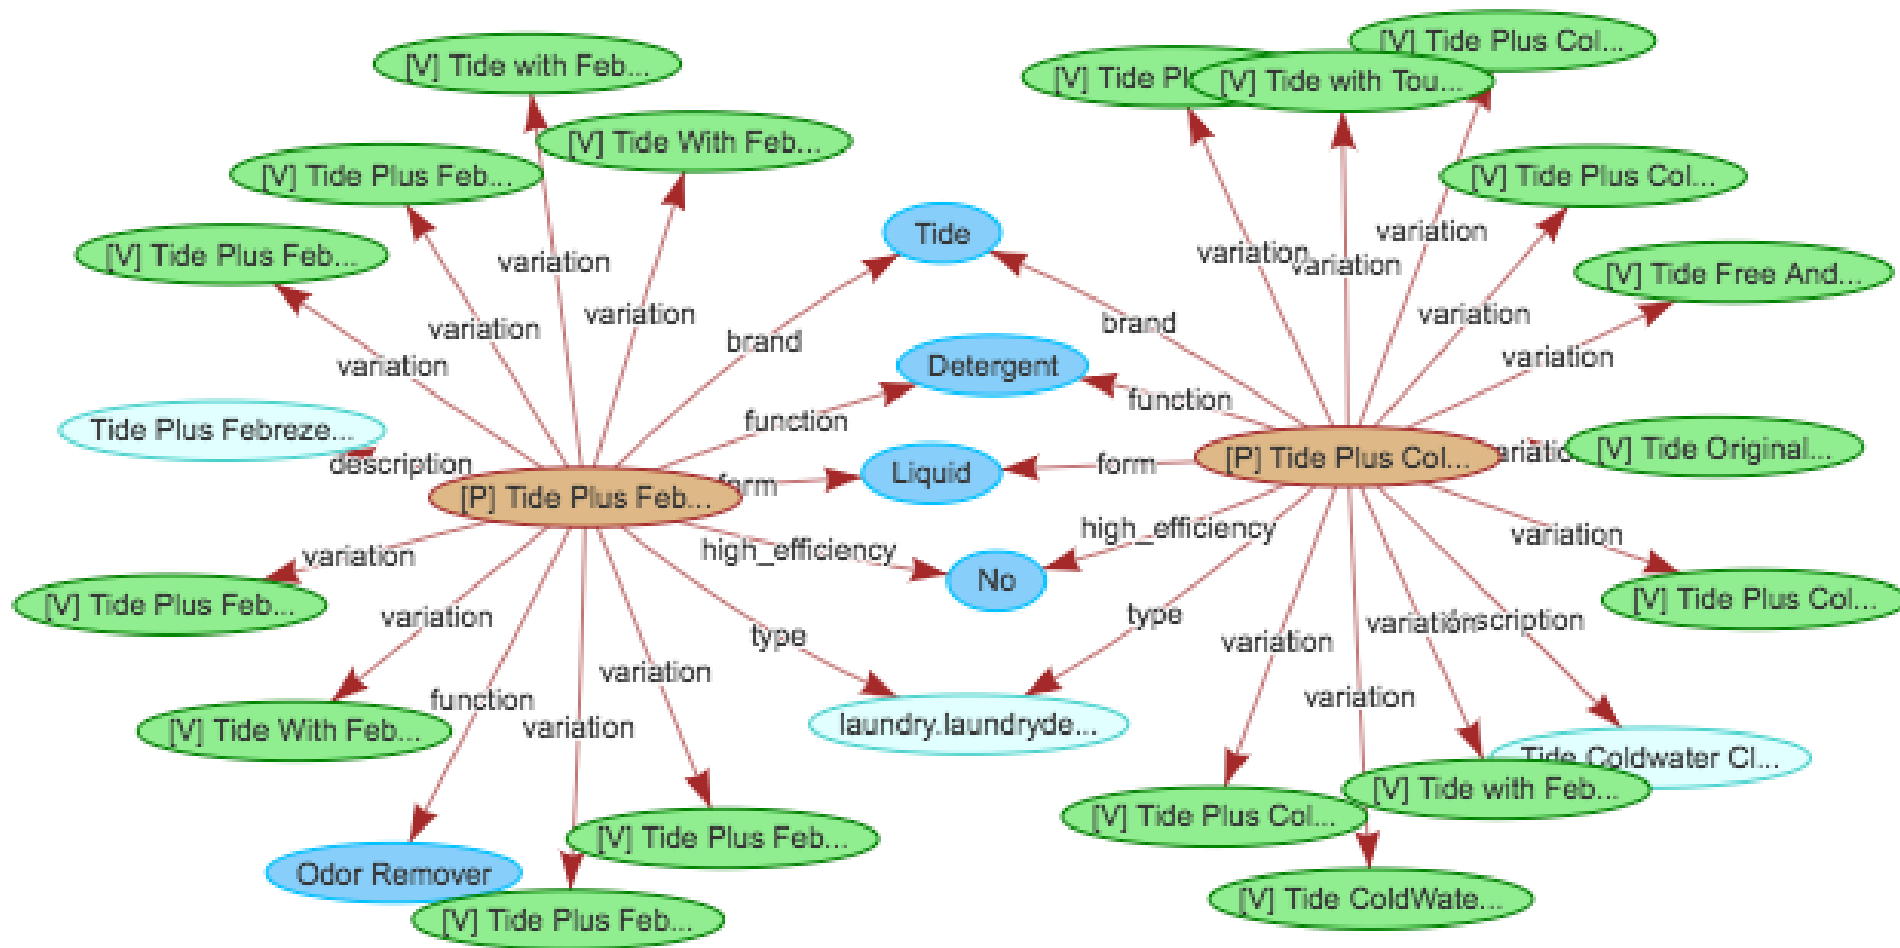 [V] Tide Plus Col...
[V] Tide with Feb...
[V] Tide Pl
[V] Tide with Tou...
[V] Tide With Feb...
[V] Tide Plus Feb...
[V] Tide Plus Col...
Tide
[V] Tide Plus Feb...
variation
variation
variation
variation
[V] Tide Free And...
variation
variation
variation
brand
brand
variation
variation
variation
Detergent
function
function
Tide Plus Febreze...
description
[V] Tide Original...
[P] Tide Plus Col...
form
Liquid
form
[P] Tide Plus Feb...
high_efficiency
high_efficiency
variation
variation
No
[V] Tide Plus Feb...
[V] Tide Plus Col...
variation
type
type
variation
variation
description
variation
function
variation
variation
[V] Tide With Feb...
laundry.laundryde...
Tide Coldwater Cl...
[V] Tide with Feb...
[V] Tide Plus Col...
[V] Tide Plus Feb...
Odor Remover
[V] Tide ColdWate...
[V] Tide Plus Feb...